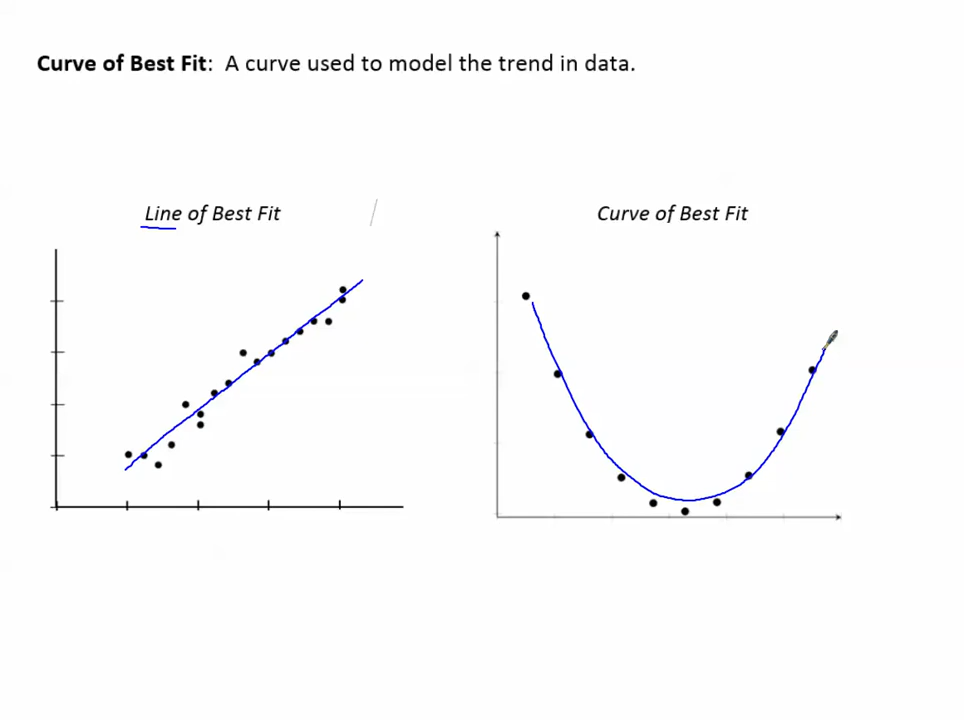 Curve of Best Fit: A curve used to model the trend in data.
Line of Best Fit
Curve of Best Fit